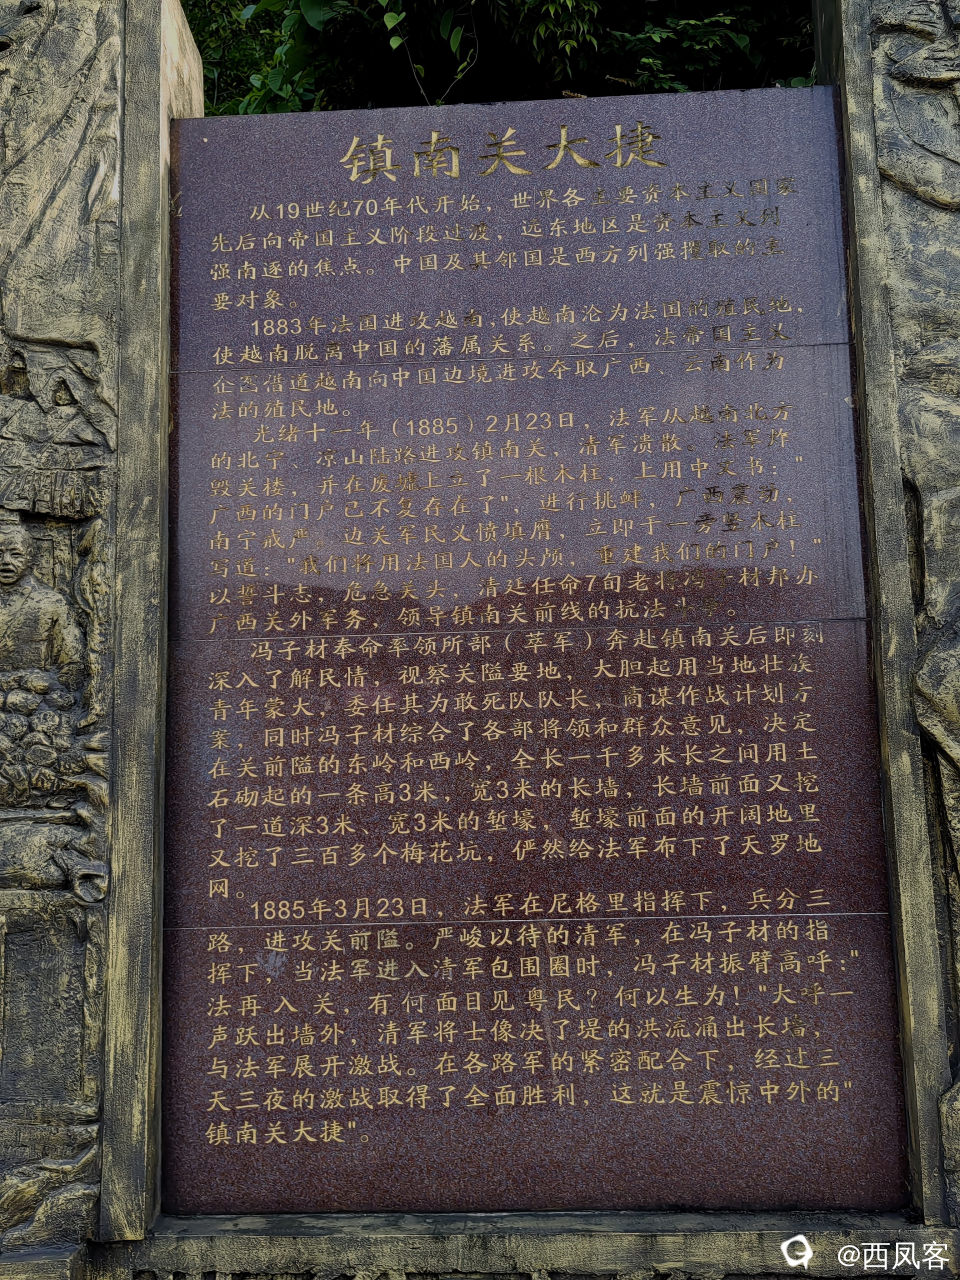 镇南关大捷
从19世纪70年代开始，世界各主要资本主义国家
先后向帝国主义阶段过渡，远东地区是资本主义列
强南逐的焦点。中国及其邻国是西方列强攫取的主
要对象。
1883年法国进攻越南,使越南沦为法国的殖民地，
使越南脱离中国的藩属关系。之后，法帝国主义
企图借道越南向中国边境进攻夺取广西、云南作为
法的殖民地。
光绪十一年（1885）2月23日，法军从越南北方
的北宁、凉山陆路进攻镇南关，清军溃散。法军炸
毁关楼，并在废墟上立了一根木柱，上用中文书："
广西的门户已不复存在了"，进行挑衅，广西震动，
南宁戒严。边关军民义愤填膺，立即于一旁竖木柱
写道："我们将用法国人的头颅，重建我们的门户！"
以誓斗志，危急关头，清廷任命7旬老将冯子材邦办
广西关外军务，领导镇南关前线的抗法。
冯子材奉命率领所部（萃军）奔赴镇南关后即刻
深入了解民情，视察关隘要地，大胆起用当地壮族
青年蒙大，委任其为敢死队队长，商谋作战计划方
案，同时冯子材综合了各部将领和群众意见，决定
在关前隘的东岭和西岭，全长一千多米长之间用土
石砌起的一条高3米，宽3米的长墙，长墙前面又挖
了一道深3米、宽3米的堑壕，堑壕前面的开阔地里
又挖了三百多个梅花坑，俨然给法军布下了天罗地
网。
1885年3月23日，法军在尼格里指挥下，兵分三
路，进攻关前隘。严峻以待的清军，在冯子材的指
挥下，当法军进入清军包围圈时，冯子材振臂高呼："
法再入关，有何面目见粤民？何以生为！"大呼一
声跃出墙外，清军将士像决了堤的洪流涌出长墙，
与法军展开激战。在各路军的紧密配合下，经过三
天三夜的激战取得了全面胜利，这就是震惊中外的"
镇南关大捷"。
@西凤客